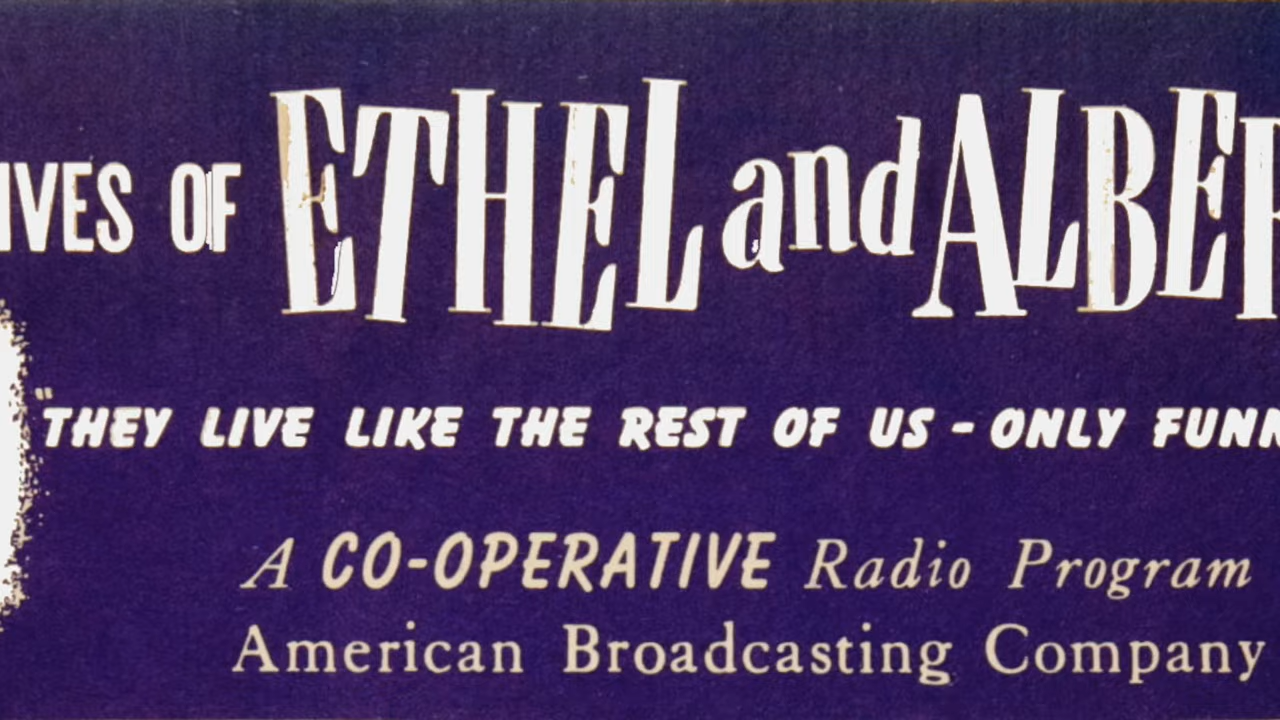 IVES OF ETHEL and ALBER
"THEY LIVE LIKE THE REST OF US - ONLY FUNN
A CO-OPERATIVE Radio Program
American Broadcasting Company